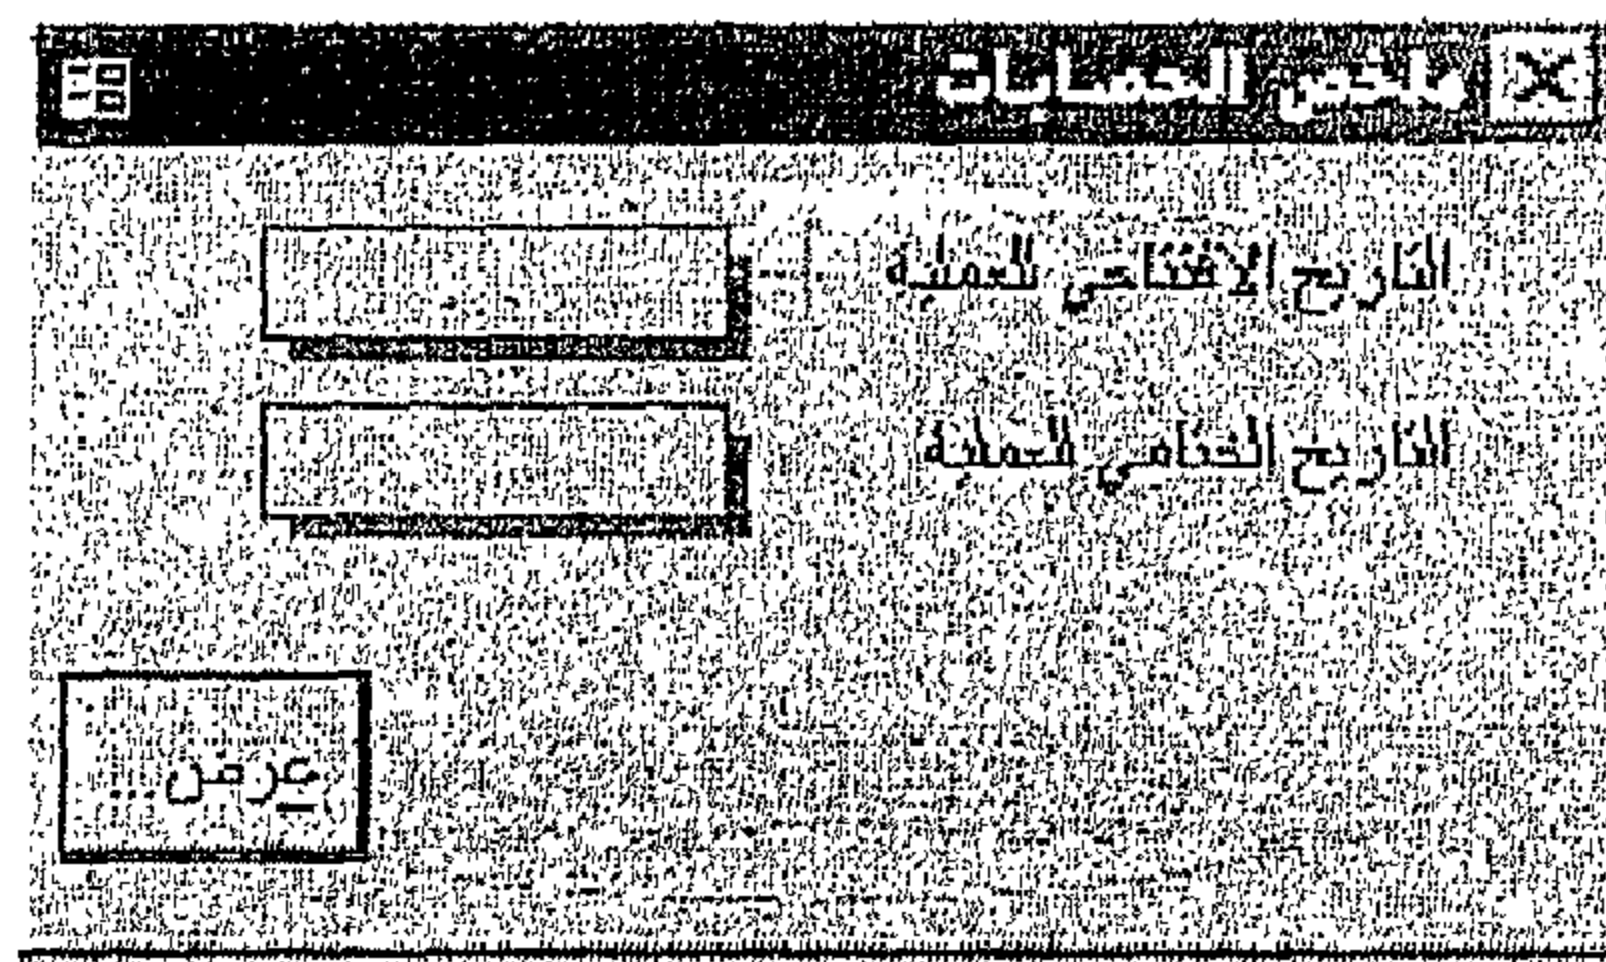 ملخص الحسابات
التاريخ الافتتاحي للعملية
التاريخ الختامي للعملية
عرض...